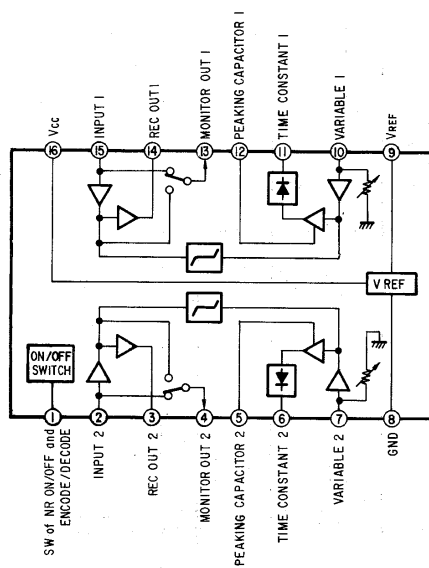 Vcc
INPUT 1
REC OUT 1
MONITOR OUT 1
PEAKING CAPACITOR 1
TIME CONSTANT 1
VARIABLE 1
VREF
16
15
14
13
12
11
10
9
V REF
ON/OFF
SWITCH
1
2
3
4
5
6
7
8
SW of NR ON/OFF and
ENCODE/DECODE
INPUT 2
REC OUT 2
MONITOR OUT 2
PEAKING CAPACITOR 2
TIME CONSTANT 2
VARIABLE 2
GND